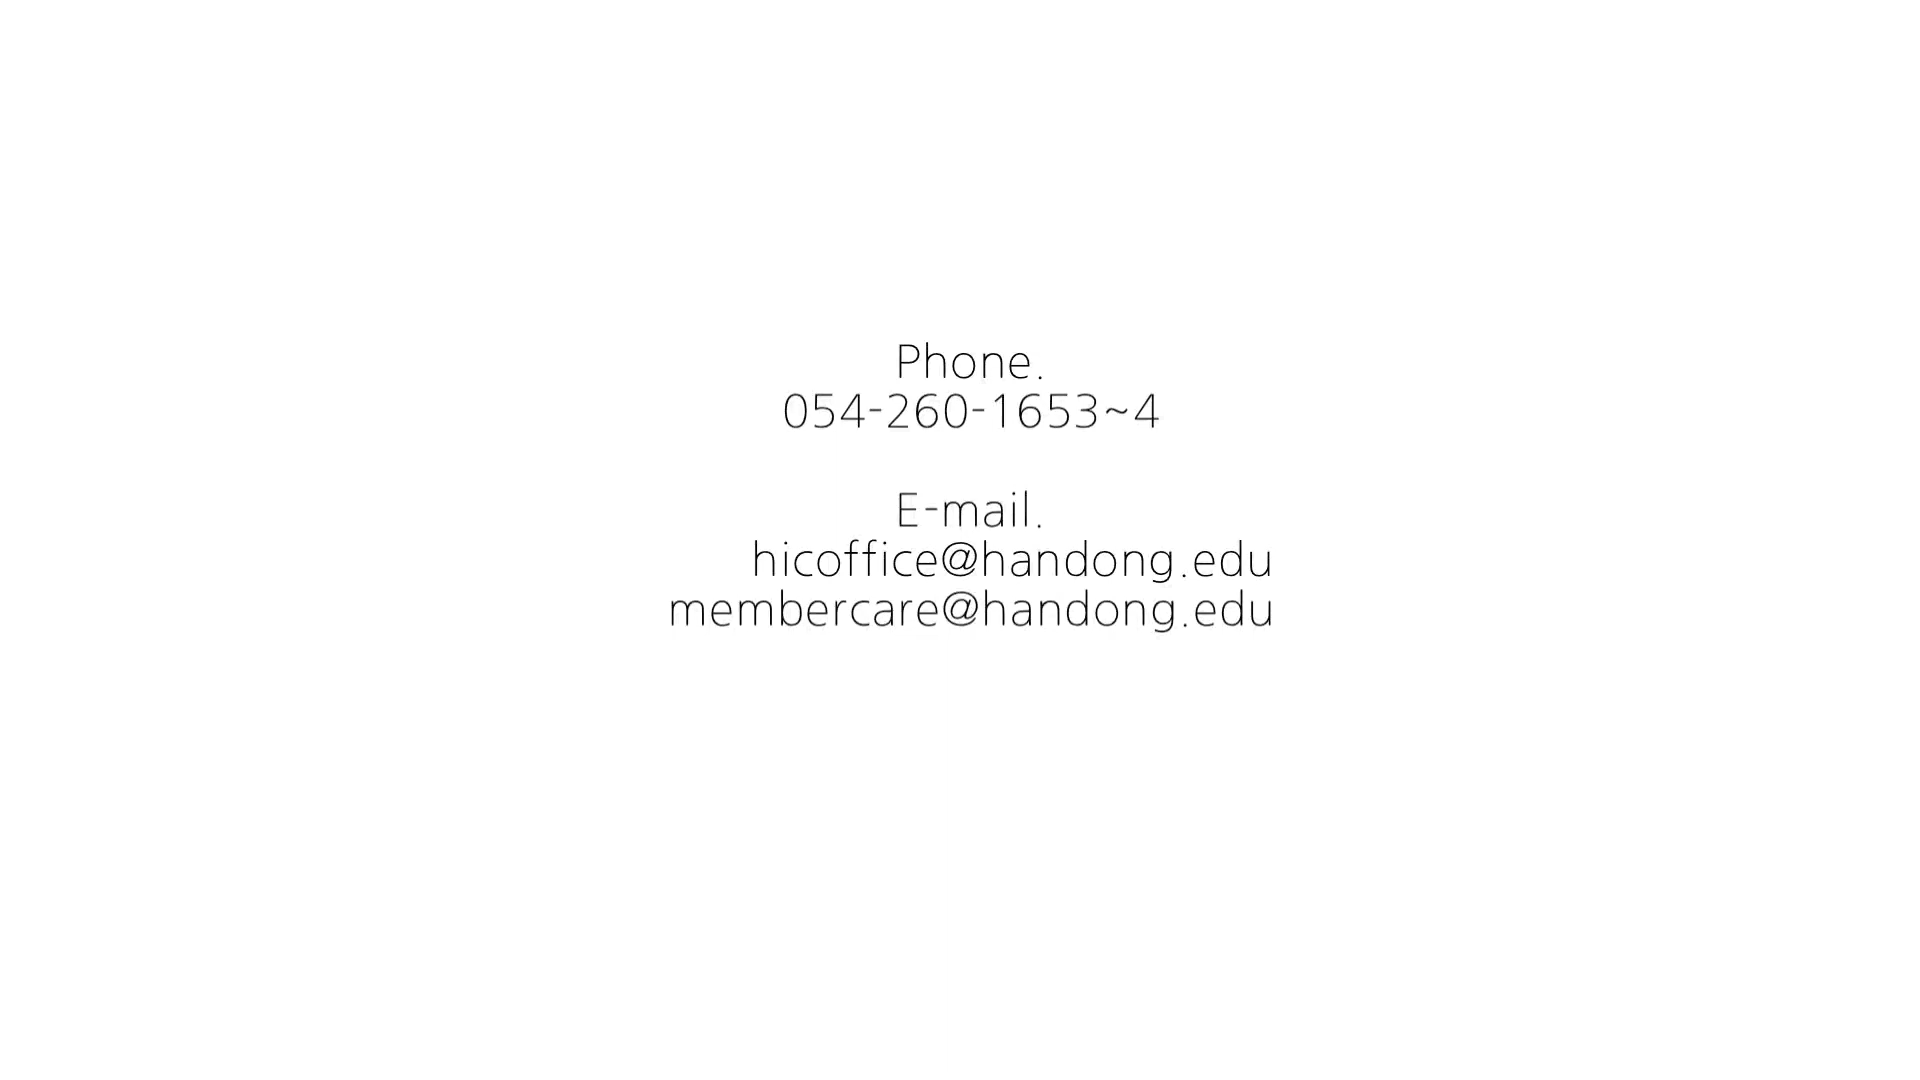 Phone.
054-260-1653~4
E-mail.
hicoffice@handong.edu
membercare@handong.edu